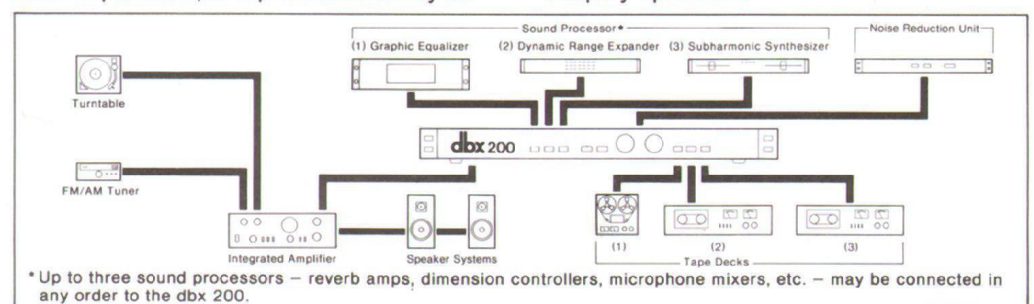 Sound Processor*
Noise Reduction Unit
(1) Graphic Equalizer (2) Dynamic Range Expander (3) Subharmonic Synthesizer
Turntable
dbx 200
FM/AM Tuner
Integrated Amplifier
Speaker Systems
(1) (2) (3)
Tape Decks
*Up to three sound processors – reverb amps, dimension controllers, microphone mixers, etc. – may be connected in
any order to the dbx 200.